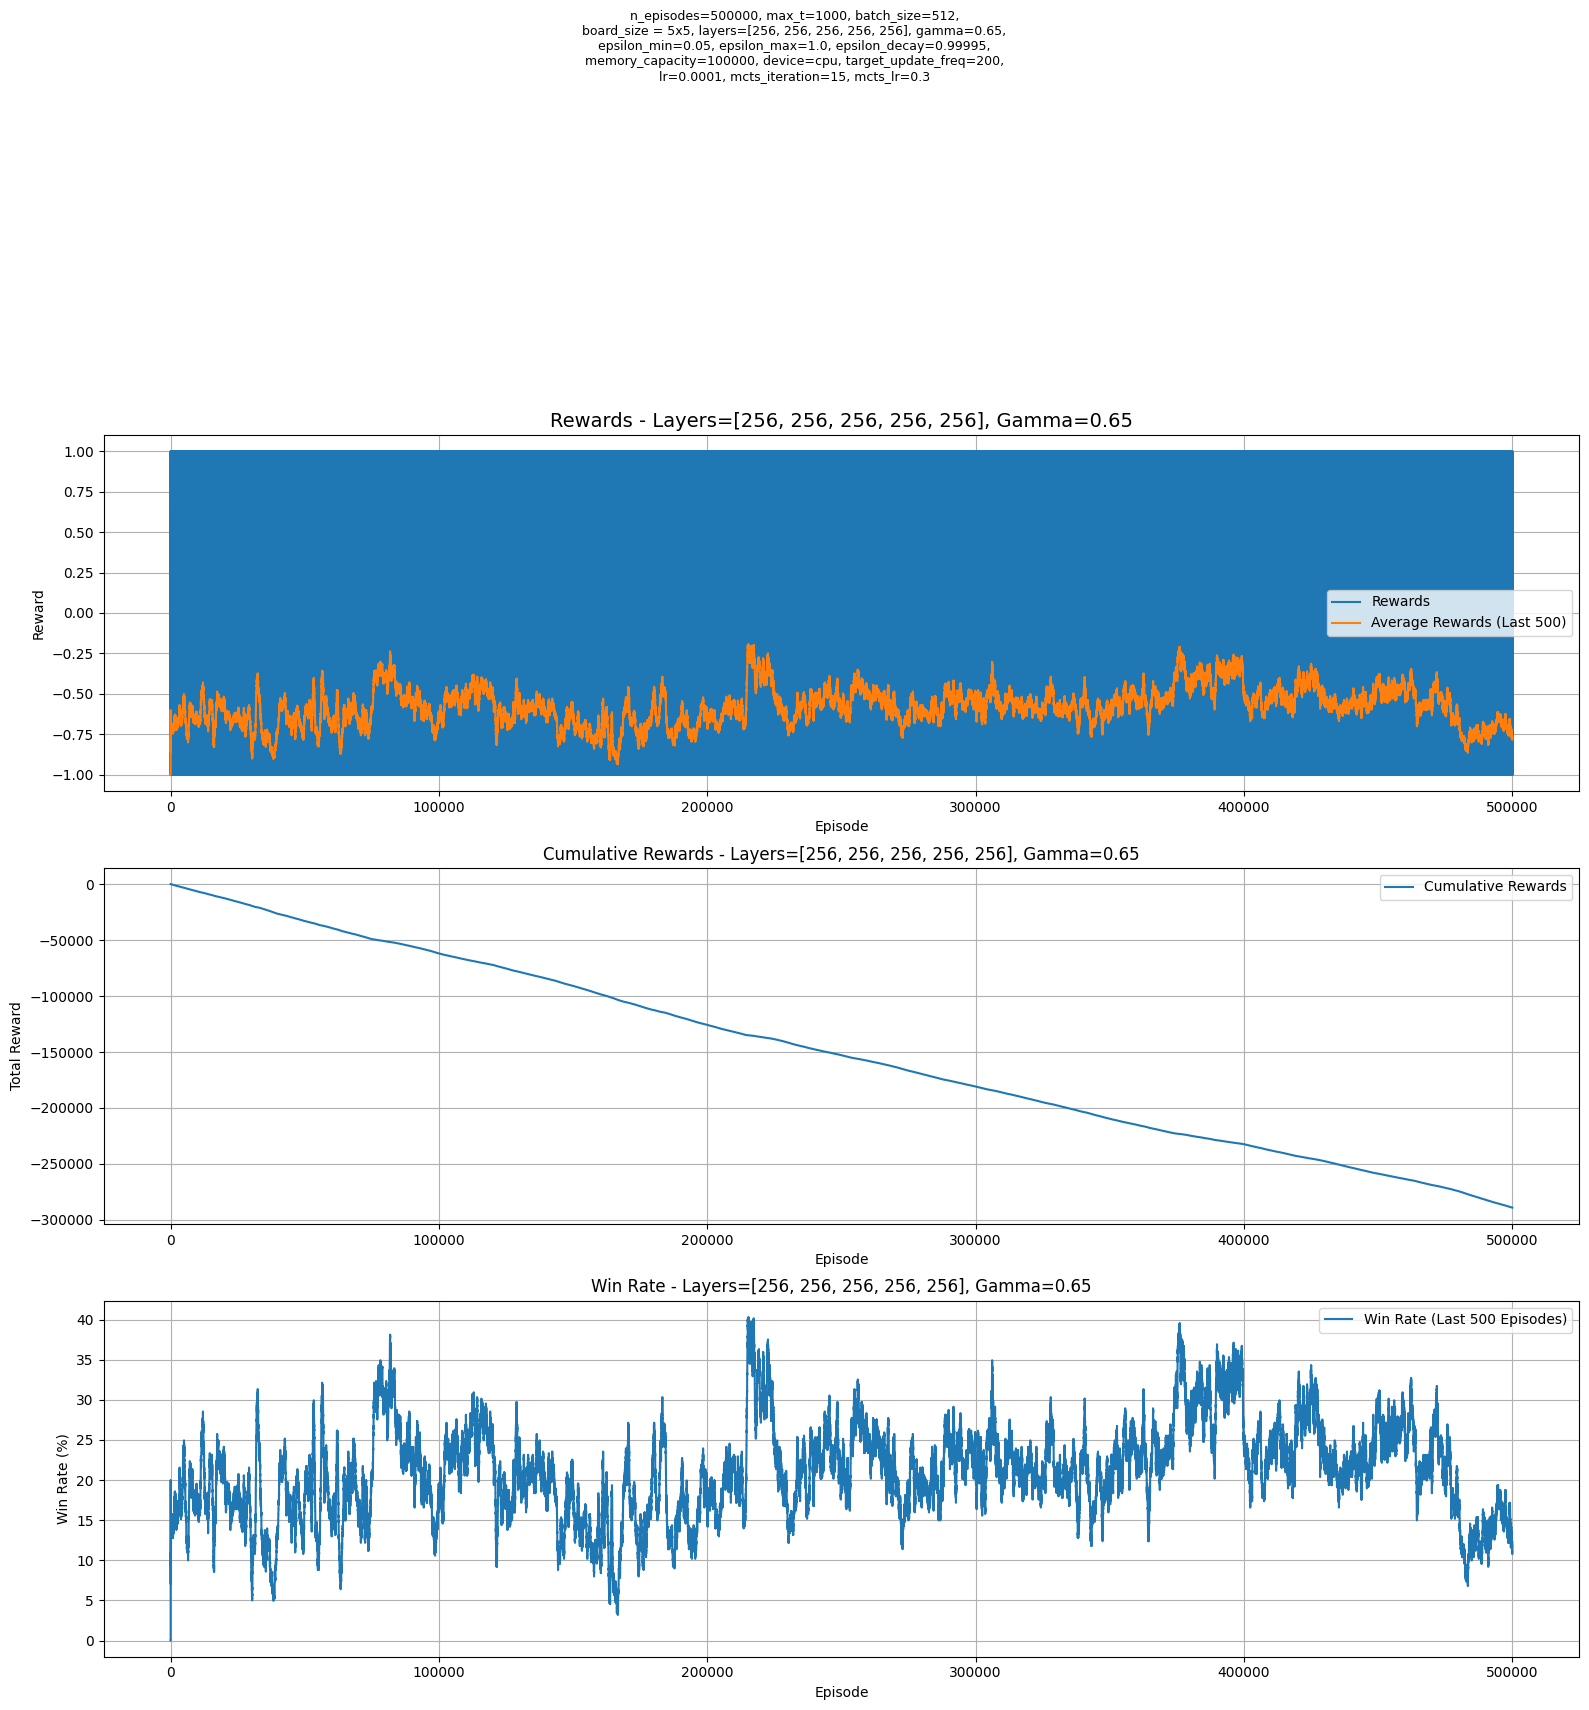 n_episodes=500000, max_t=1000, batch_size=512,
board_size = 5x5, layers=[256, 256, 256, 256, 256], gamma=0.65,
epsilon_min=0.05, epsilon_max=1.0, epsilon_decay=0.99995,
memory_capacity=100000, device=cpu, target_update_freq=200,
lr=0.0001, mcts_iteration=15, mcts_lr=0.3
Rewards - Layers=[256, 256, 256, 256, 256], Gamma=0.65
1.00
0.75
0.50
0.25
0.00
−0.25
−0.50
−0.75
−1.00
Reward
Rewards
Average Rewards (Last 500)
0 100000 200000 300000 400000 500000
Episode
Cumulative Rewards - Layers=[256, 256, 256, 256, 256], Gamma=0.65
0
−50000
−100000
−150000
−200000
−250000
−300000
Total Reward
Cumulative Rewards
0 100000 200000 300000 400000 500000
Episode
Win Rate - Layers=[256, 256, 256, 256, 256], Gamma=0.65
40
35
30
25
20
15
10
5
0
Win Rate (%)
Win Rate (Last 500 Episodes)
0 100000 200000 300000 400000 500000
Episode